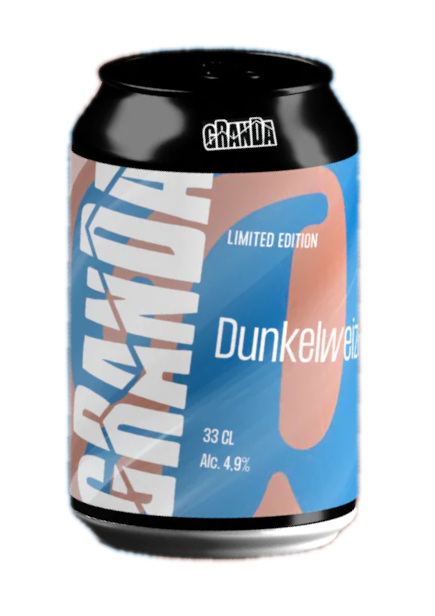 GRANDA
GRANDA
LIMITED EDITION
Dunkelwei
33 CL
Alc. 4.9%